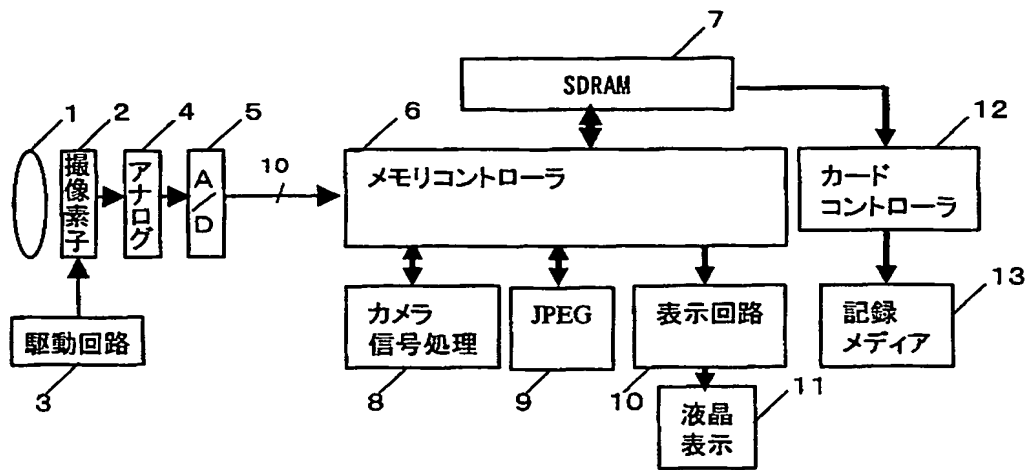 7
SDRAM
1
2
4
5
6
12
撮像素子
アナログ
A/D
10
メモリコントローラ
カード
コントローラ
駆動回路
3
カメラ
信号処理
8
JPEG
9
表示回路
10
記録
メディア
13
11
液晶
表示